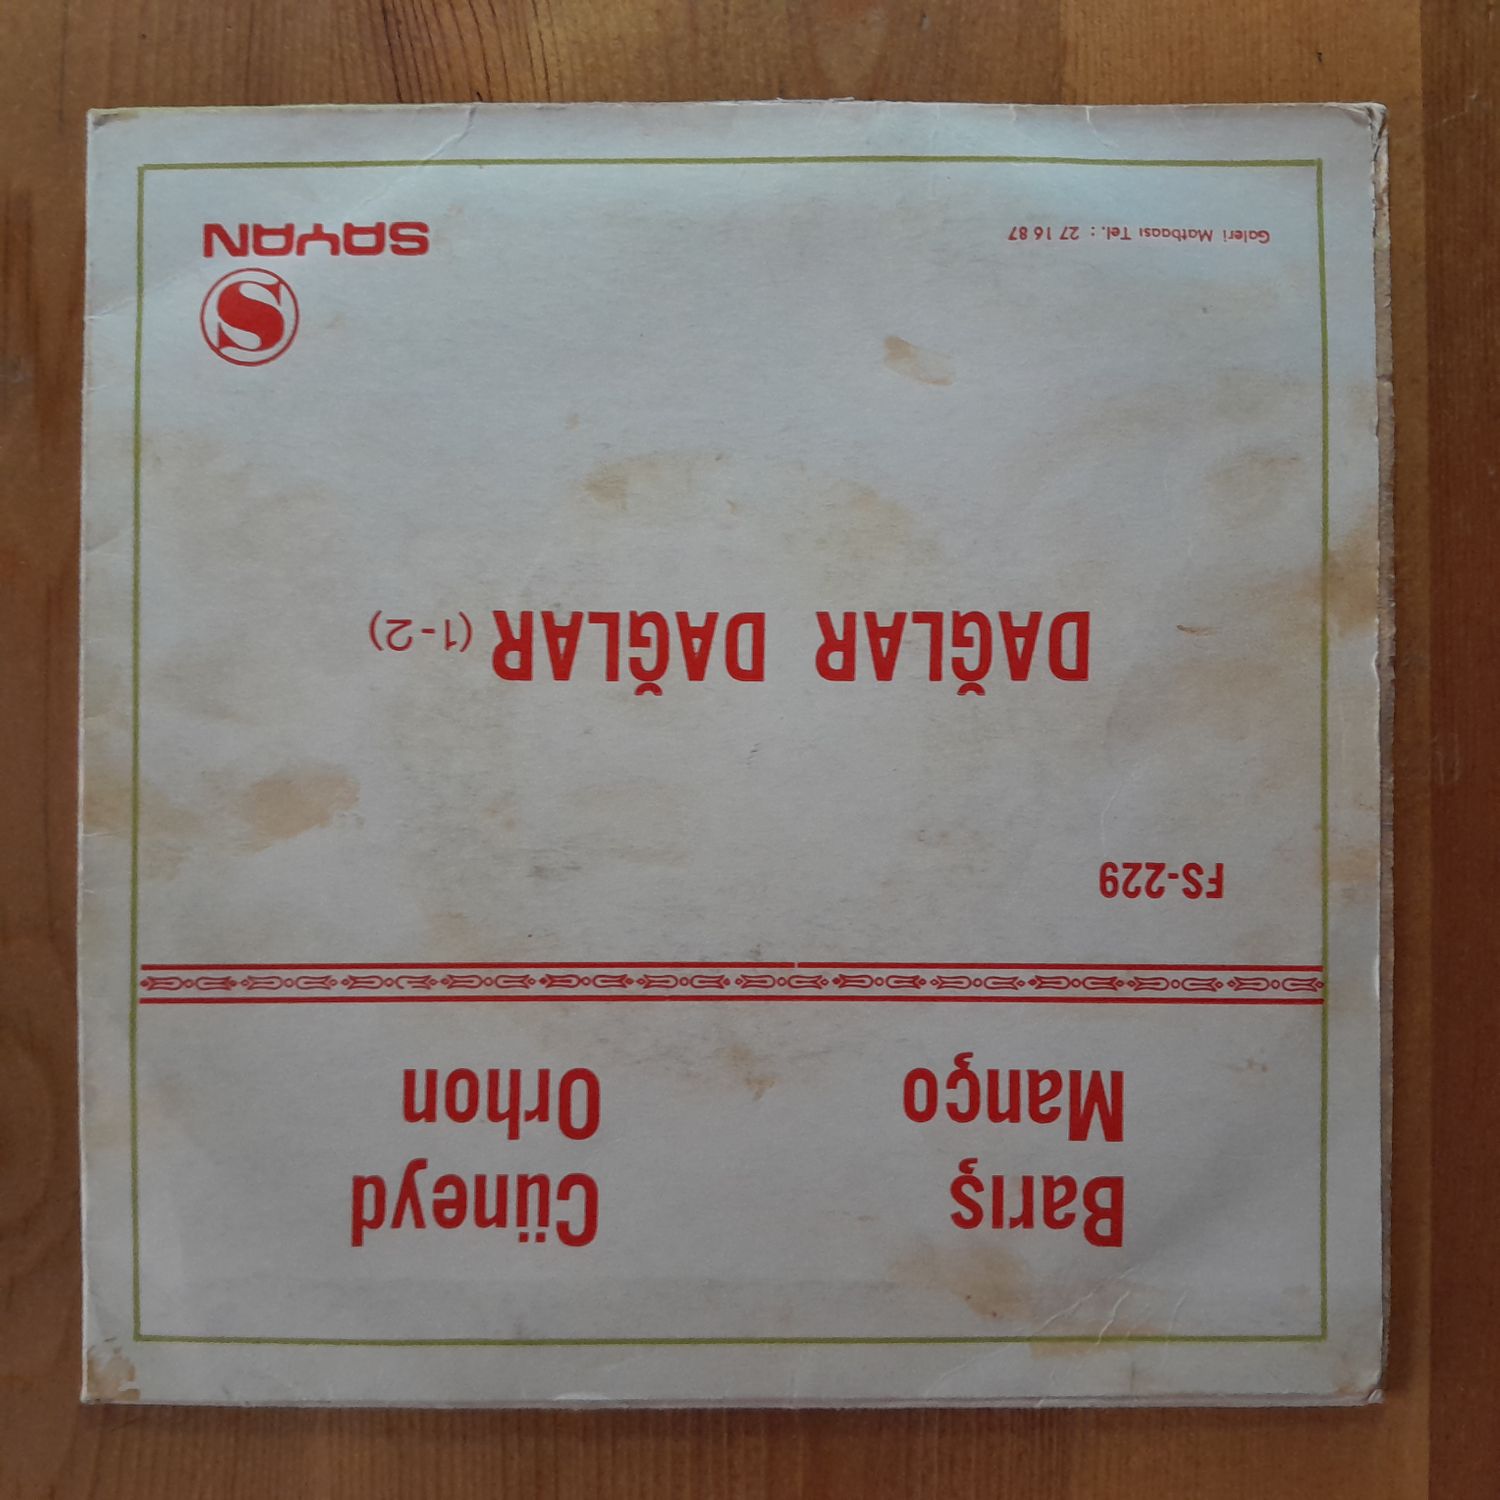 Barış Cüneyd
Manço Orhon
FS-229
DAĞLAR DAĞLAR (1-2)
S
Galeri Matbaası Tel.: 27 16 87 SAYAN